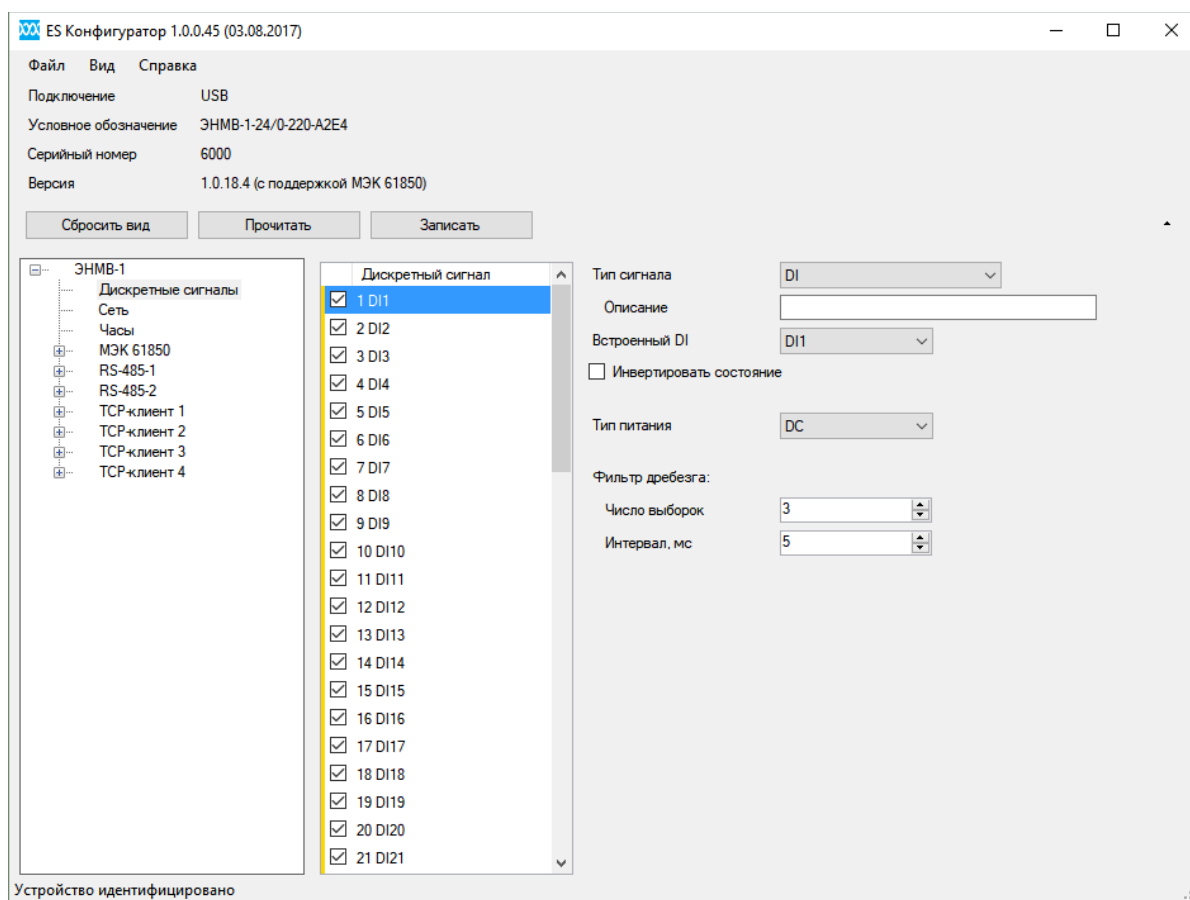 ES Конфигуратор 1.0.0.45 (03.08.2017)
Файл Вид Справка
Подключение USB
Условное обозначение ЭНМВ-1-24/0-220-A2E4
Серийный номер 6000
Версия 1.0.18.4 (с поддержкой МЭК 61850)
Сбросить вид Прочитать Записать
ЭНМВ-1
Дискретные сигналы
Сеть
Часы
МЭК 61850
RS-485-1
RS-485-2
TCP-клиент 1
TCP-клиент 2
TCP-клиент 3
TCP-клиент 4
Дискретный сигнал
1 DI1
2 DI2
3 DI3
4 DI4
5 DI5
6 DI6
7 DI7
8 DI8
9 DI9
10 DI10
11 DI11
12 DI12
13 DI13
14 DI14
15 DI15
16 DI16
17 DI17
18 DI18
19 DI19
20 DI20
21 DI21
Тип сигнала DI
Описание
Встроенный DI DI1
Инвертировать состояние
Тип питания DC
Фильтр дребезга:
Число выборок 3
Интервал, мс 5
Устройство идентифицировано